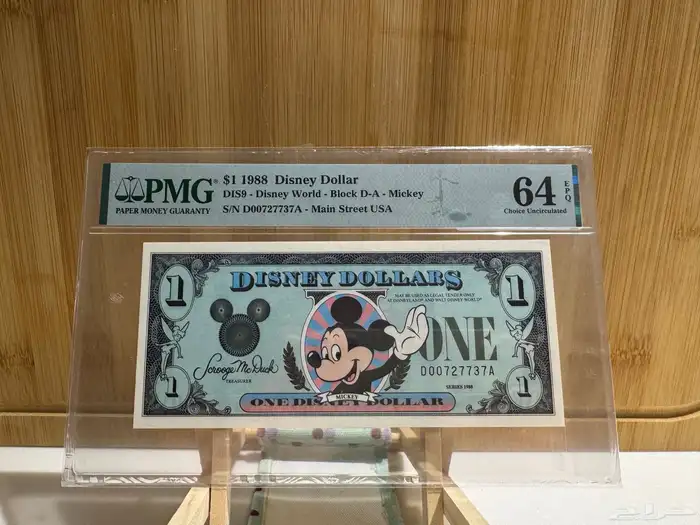 PMG
PAPER MONEY GUARANTY
$1 1988 Disney Dollar
DIS9 - Disney World - Block D-A - Mickey
S/N D00727737A - Main Street USA
64 EPQ
Choice Uncirculated
1 DISNEY DOLLARS 1
MAY BE USED AS LEGAL TENDER ONLY
AT DISNEYLAND® AND WALT DISNEY WORLD®
ONE
D00727737A
Scrooge McDuck
TREASURER
SERIES 1988
1 MICKEY 1
ONE DISNEY DOLLAR
حراج